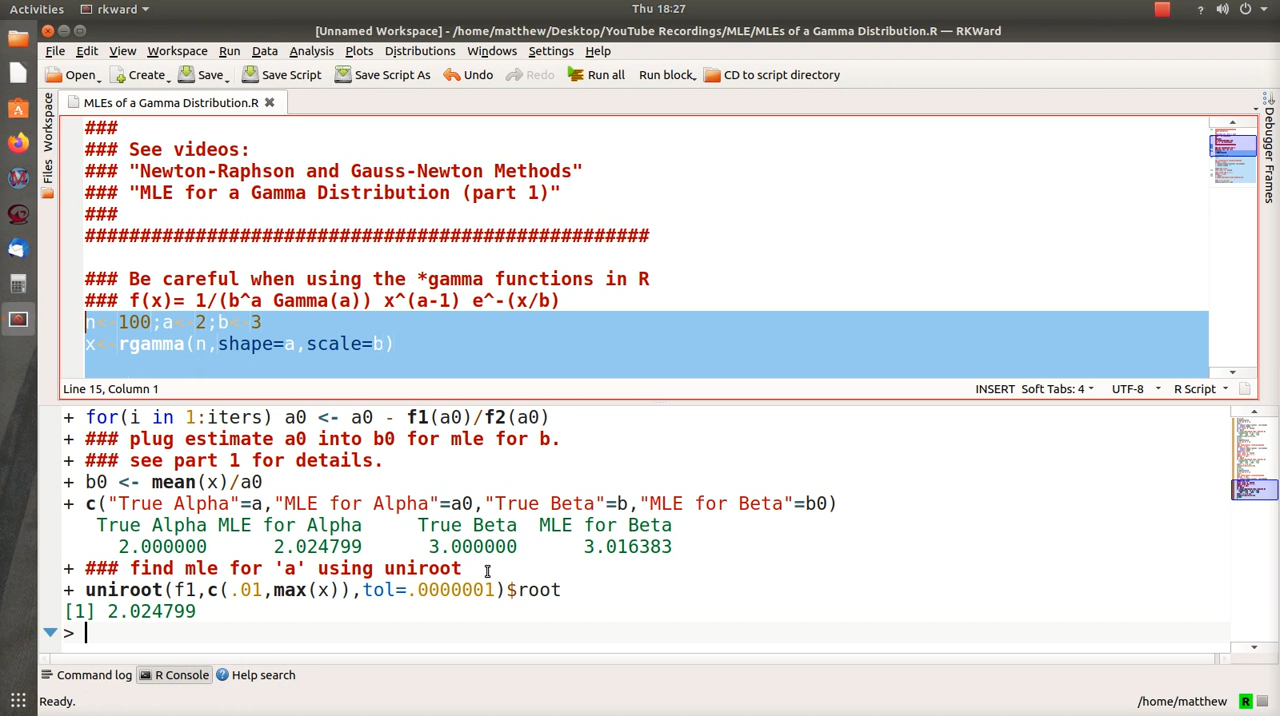 Activities rkward Thu 18:27 ?
[Unnamed Workspace] - /home/matthew/Desktop/YouTube Recordings/MLE/MLEs of a Gamma Distribution.R — RKWard
File Edit View Workspace Run Data Analysis Plots Distributions Windows Settings Help
Open Create Save Save Script Save Script As Undo Redo Run all Run block CD to script directory
MLEs of a Gamma Distribution.R
Workspace
Files
Debugger Frames
###
### See videos:
### "Newton-Raphson and Gauss-Newton Methods"
### "MLE for a Gamma Distribution (part 1)"
###
###################################################
### Be careful when using the *gamma functions in R
### f(x)= 1/(b^a Gamma(a)) x^(a-1) e^-(x/b)
n<-100;a<-2;b<-3
x<-rgamma(n,shape=a,scale=b)
Line 15, Column 1 INSERT Soft Tabs: 4 UTF-8 R Script
+ for(i in 1:iters) a0 <- a0 - f1(a0)/f2(a0)
+ ### plug estimate a0 into b0 for mle for b.
+ ### see part 1 for details.
+ b0 <- mean(x)/a0
+ c("True Alpha"=a,"MLE for Alpha"=a0,"True Beta"=b,"MLE for Beta"=b0)
True Alpha MLE for Alpha True Beta MLE for Beta
2.000000 2.024799 3.000000 3.016383
+ ### find mle for 'a' using uniroot
+ uniroot(f1,c(.01,max(x)),tol=.0000001)$root
[1] 2.024799
>
Command log R Console ? Help search
Ready. /home/matthew R